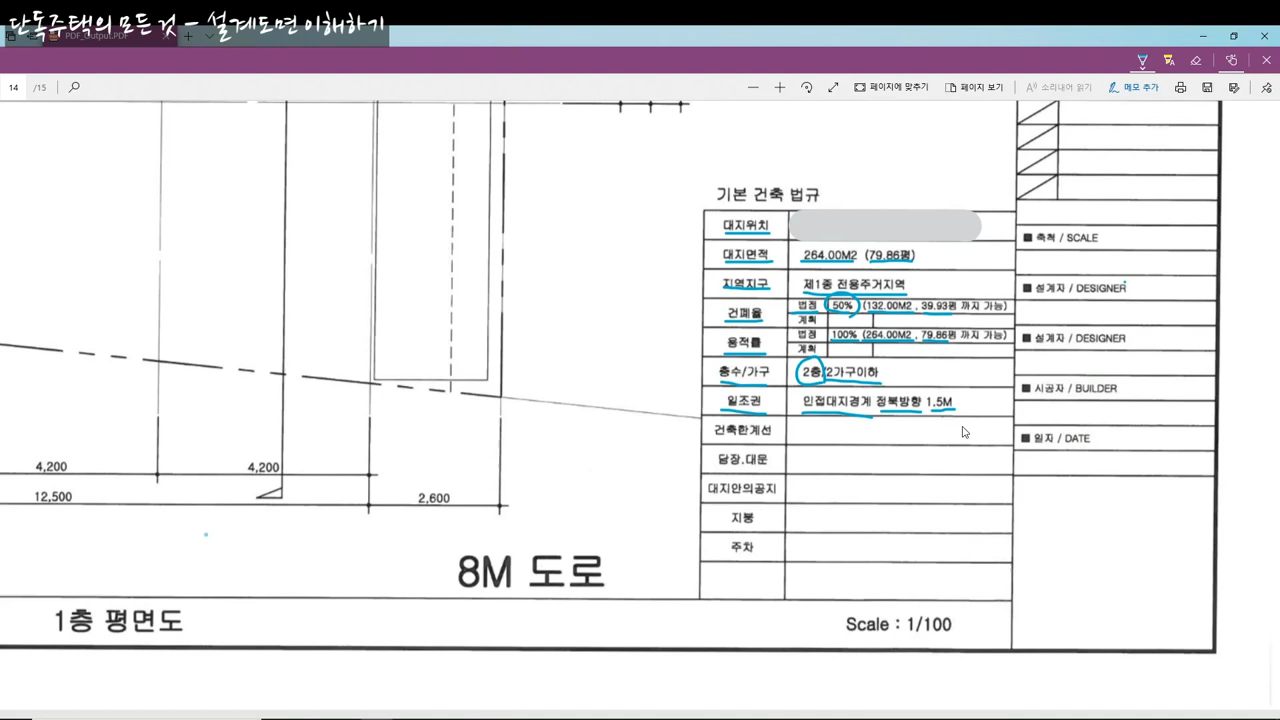 단독주택의 모든 것 - 설계도면 이해하기
PDF_Output.PDF
14 /15 페이지에 맞추기 페이지 보기 소리내어 읽기 메모 추가
기본 건축 법규
대지위치
대지면적 264.00M2 (79.86평)
지역지구 제1종 전용주거지역
건폐율 법정 50% (132.00M2 , 39.93평 까지 가능)
계획
용적률 법정 100% (264.00M2 , 79.86평 까지 가능)
계획
층수/가구 2층/2가구이하
일조권 인접대지경계 정북방향 1.5M
건축한계선
담장.대문
대지안의공지
지붕
주차
■ 축척 / SCALE
■ 설계자 / DESIGNER
■ 설계자 / DESIGNER
■ 시공자 / BUILDER
■ 일자 / DATE
4,200 4,200
12,500 2,600
8M 도로
1층 평면도 Scale : 1/100